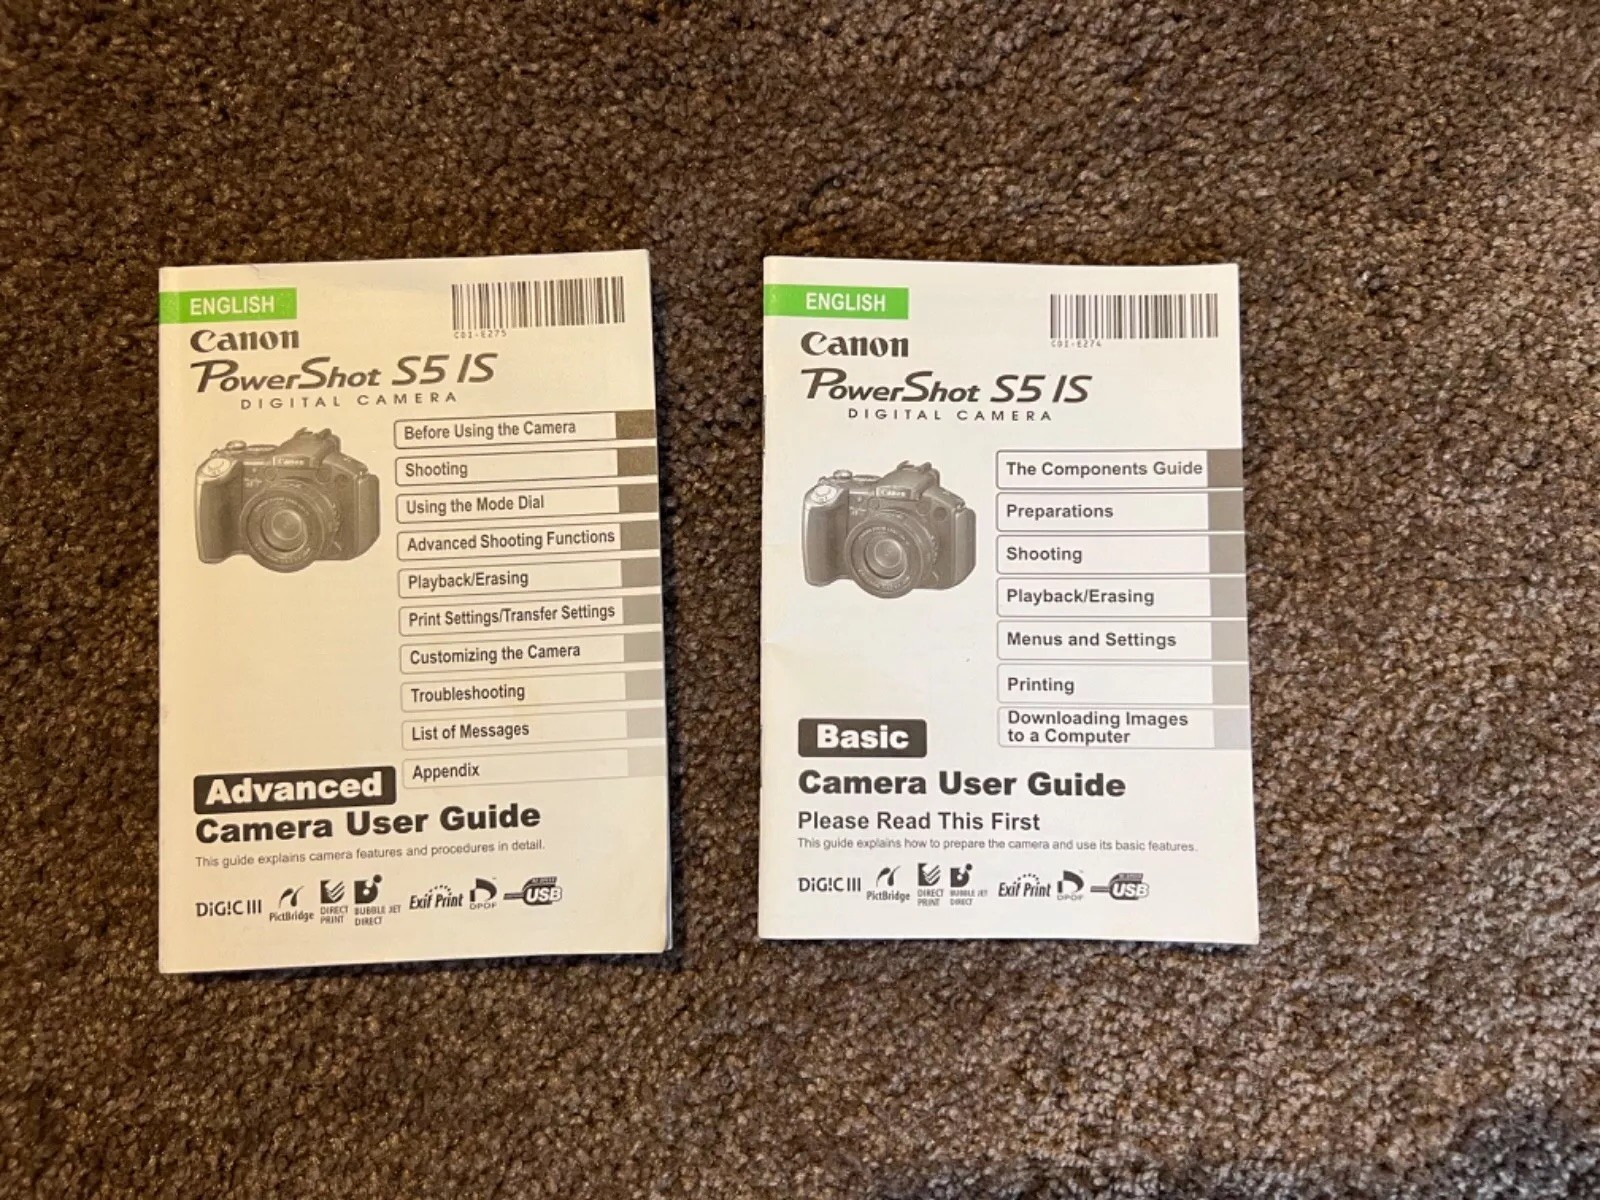 ENGLISH
CDI-E275
Canon
PowerShot S5 IS
DIGITAL CAMERA
Before Using the Camera
Shooting
Using the Mode Dial
Advanced Shooting Functions
Playback/Erasing
Print Settings/Transfer Settings
Customizing the Camera
Troubleshooting
List of Messages
Appendix
Advanced
Camera User Guide
This guide explains camera features and procedures in detail.
DiG!C III
PictBridge
DIRECT
PRINT
BUBBLE JET
DIRECT
Exif Print
DPOF
USB
ENGLISH
CDI-E274
Canon
PowerShot S5 IS
DIGITAL CAMERA
The Components Guide
Preparations
Shooting
Playback/Erasing
Menus and Settings
Printing
Downloading Images
to a Computer
Basic
Camera User Guide
Please Read This First
This guide explains how to prepare the camera and use its basic features.
DiG!C III
PictBridge
DIRECT
PRINT
BUBBLE JET
DIRECT
Exif Print
DPOF
USB